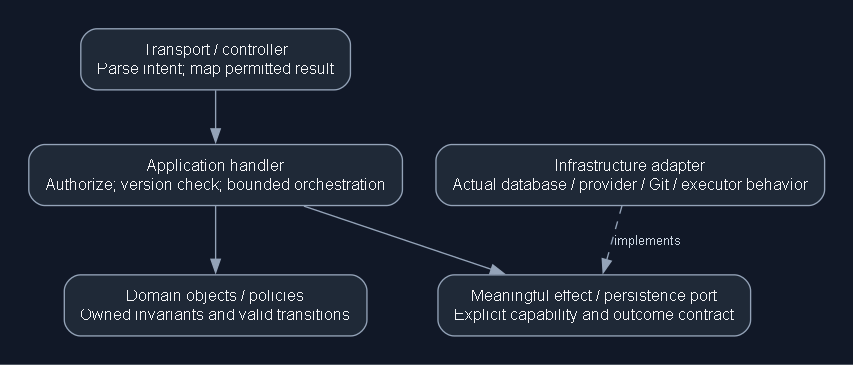 Transport / controller
Parse intent; map permitted result
Application handler
Authorize; version check; bounded orchestration
Infrastructure adapter
Actual database / provider / Git / executor behavior
implements
Domain objects / policies
Owned invariants and valid transitions
Meaningful effect / persistence port
Explicit capability and outcome contract